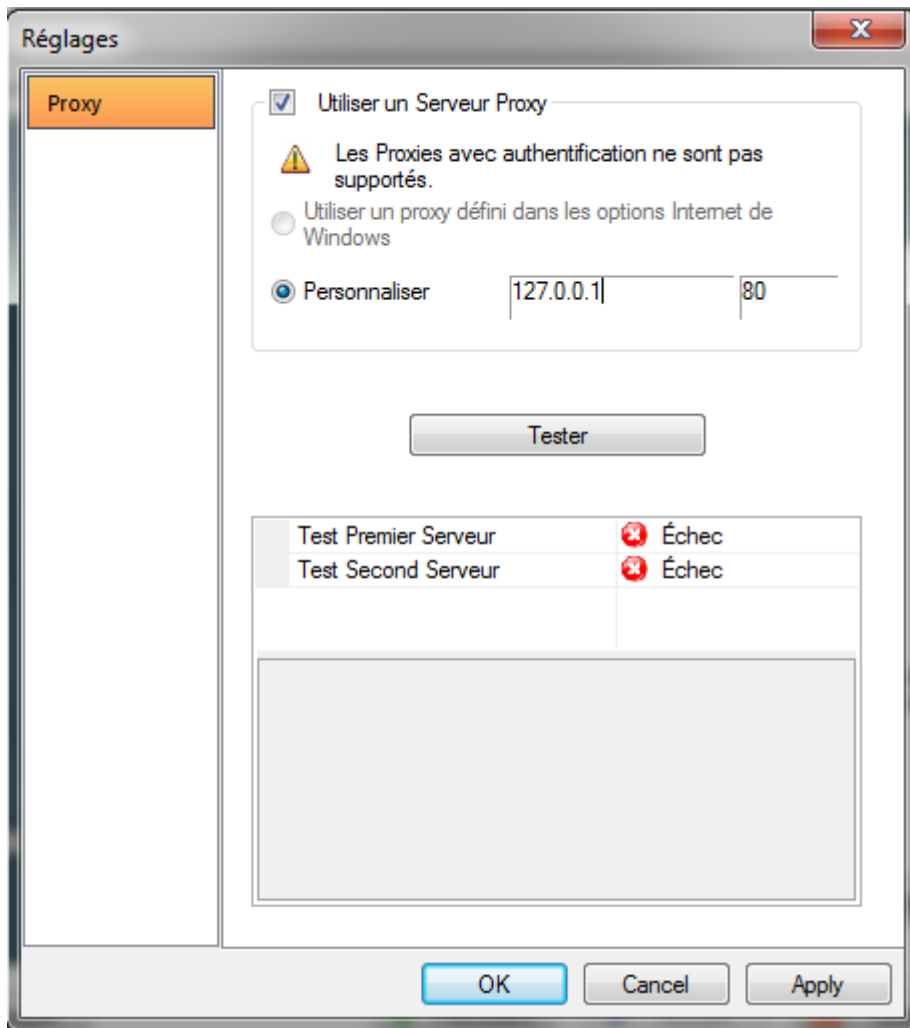 Réglages
Proxy
Utiliser un Serveur Proxy
Les Proxies avec authentification ne sont pas
supportés.
Utiliser un proxy défini dans les options Internet de
Windows
Personnaliser 127.0.0.1 80
Tester
Test Premier Serveur Échec
Test Second Serveur Échec
OK Cancel Apply